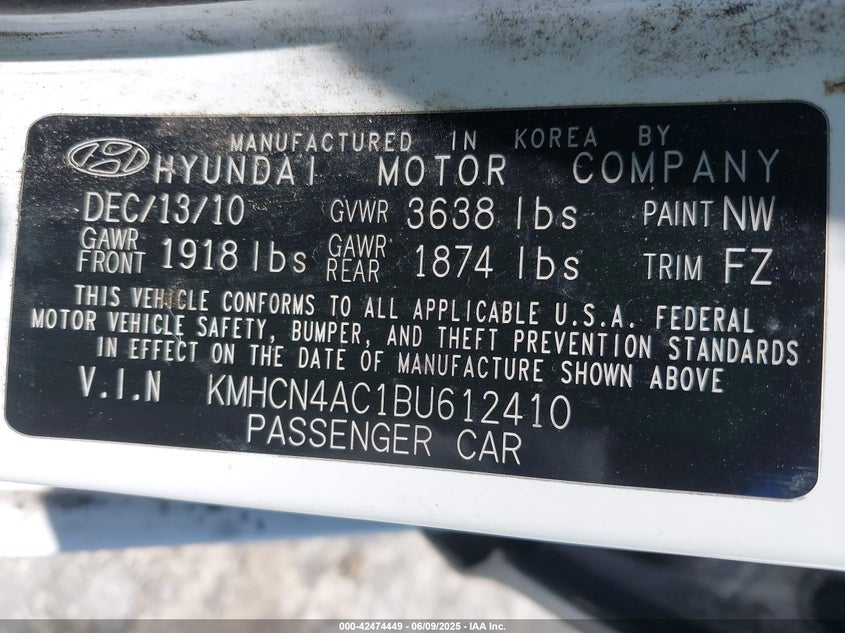 MANUFACTURED IN KOREA BY
HYUNDAI MOTOR COMPANY
DEC/13/10 GVWR 3638 lbs PAINT NW
GAWR FRONT 1918 lbs GAWR REAR 1874 lbs TRIM FZ
THIS VEHICLE CONFORMS TO ALL APPLICABLE U.S.A. FEDERAL
MOTOR VEHICLE SAFETY, BUMPER, AND THEFT PREVENTION STANDARDS
IN EFFECT ON THE DATE OF MANUFACTURE SHOWN ABOVE
V.I.N KMHCN4AC1BU612410
PASSENGER CAR
000-42474449 | 06/09/2025 - IAA Inc.